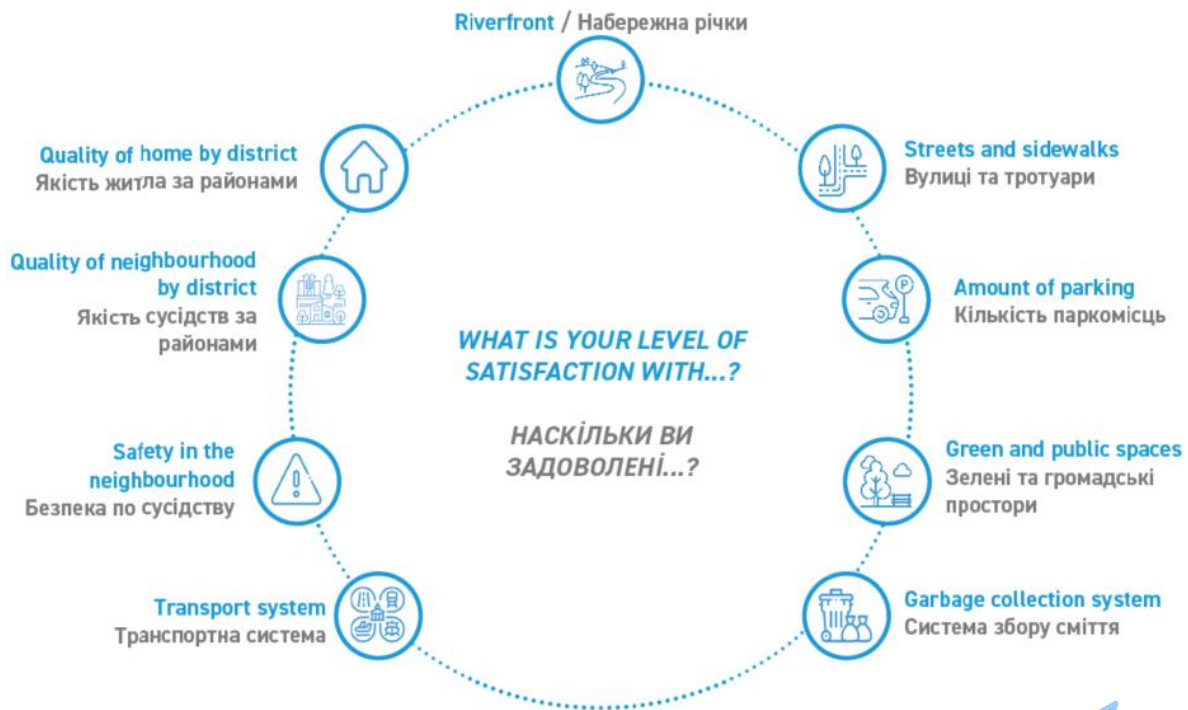 Riverfront / Набережна річки
Quality of home by district
Якість житла за районами
Streets and sidewalks
Вулиці та тротуари
Quality of neighbourhood
by district
Якість сусідств за
районами
P
Amount of parking
Кількість паркомісць
WHAT IS YOUR LEVEL OF
SATISFACTION WITH...?
НАСКІЛЬКИ ВИ
ЗАДОВОЛЕНІ...?
Safety in the
neighbourhood
Безпека по сусідству
Green and public spaces
Зелені та громадські
простори
Transport system
Транспортна система
Garbage collection system
Система збору сміття